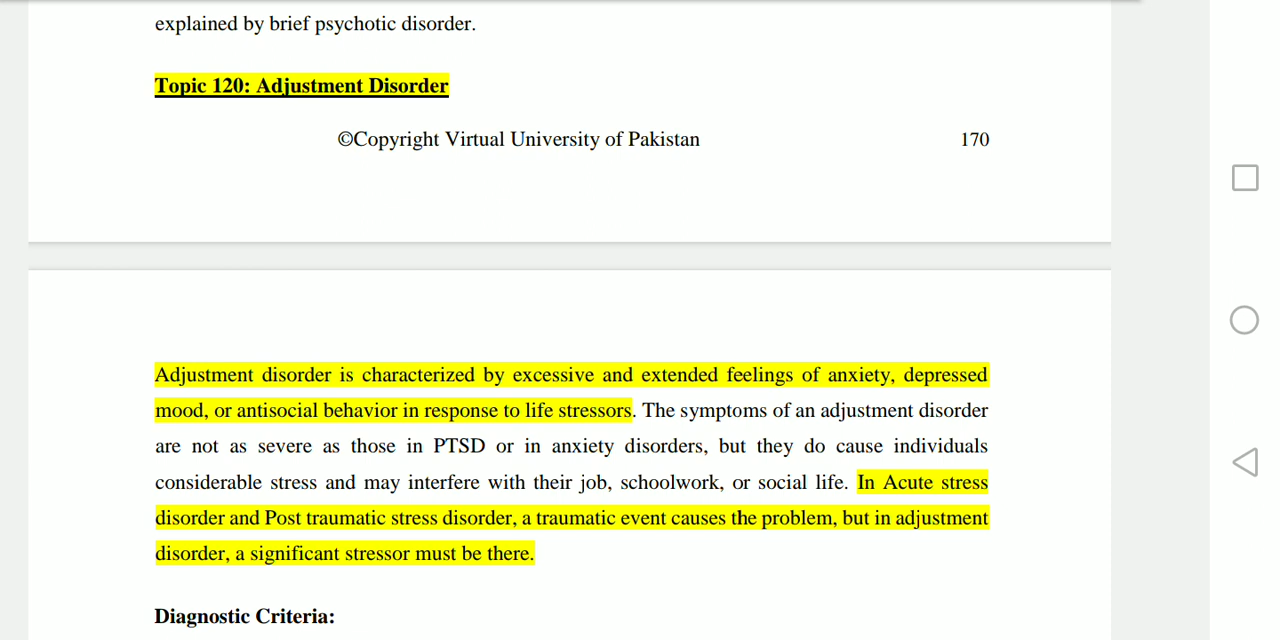 explained by brief psychotic disorder.
Topic 120: Adjustment Disorder
©Copyright Virtual University of Pakistan 170
Adjustment disorder is characterized by excessive and extended feelings of anxiety, depressed
mood, or antisocial behavior in response to life stressors. The symptoms of an adjustment disorder
are not as severe as those in PTSD or in anxiety disorders, but they do cause individuals
considerable stress and may interfere with their job, schoolwork, or social life. In Acute stress
disorder and Post traumatic stress disorder, a traumatic event causes the problem, but in adjustment
disorder, a significant stressor must be there.
Diagnostic Criteria: